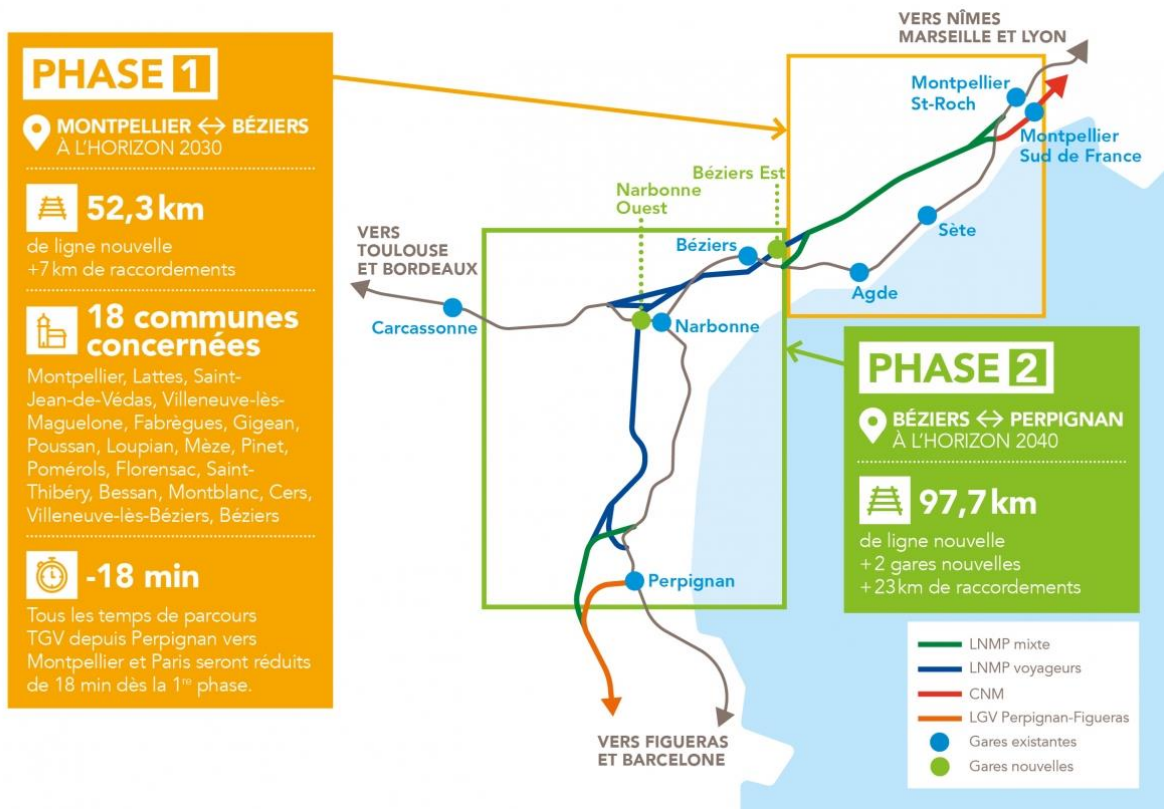 PHASE 1
MONTPELLIER ↔ BÉZIERS
À L'HORIZON 2030
52,3 km
de ligne nouvelle
+7 km de raccordements
18 communes
concernées
Montpellier, Lattes, Saint-
Jean-de-Védas, Villeneuve-lès-
Maguelone, Fabrègues, Gigean,
Poussan, Loupian, Mèze, Pinet,
Pomérols, Florensac, Saint-
Thibéry, Bessan, Montblanc, Cers,
Villeneuve-lès-Béziers, Béziers
-18 min
Tous les temps de parcours
TGV depuis Perpignan vers
Montpellier et Paris seront réduits
de 18 min dès la 1re phase.
VERS NÎMES
MARSEILLE ET LYON
Montpellier
St-Roch
Montpellier
Sud de France
Béziers Est
Narbonne
Ouest
Béziers
Sète
Agde
VERS
TOULOUSE
ET BORDEAUX
Carcassonne
Narbonne
Perpignan
VERS FIGUERAS
ET BARCELONE
PHASE 2
BÉZIERS ↔ PERPIGNAN
À L'HORIZON 2040
97,7 km
de ligne nouvelle
+2 gares nouvelles
+23 km de raccordements
LNMP mixte
LNMP voyageurs
CNM
LGV Perpignan-Figueras
Gares existantes
Gares nouvelles